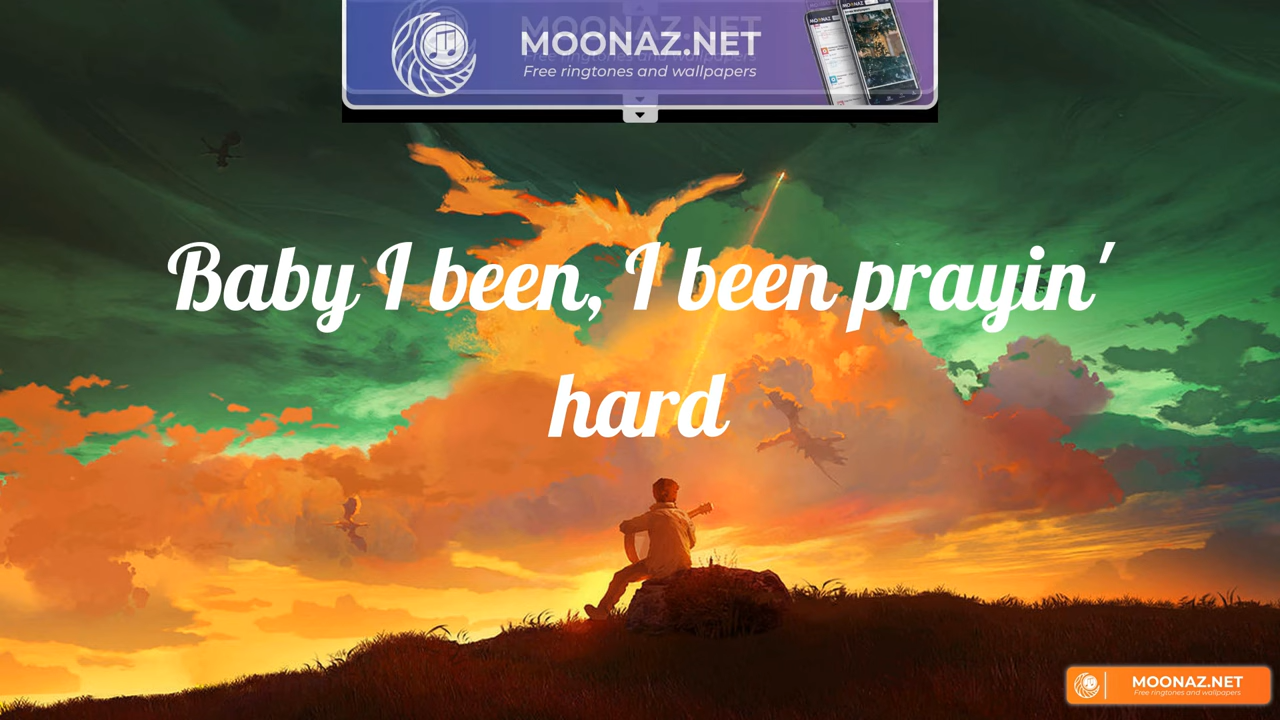 MOONAZ.NET
Free ringtones and wallpapers
Baby I been, I been prayin'
hard
MOONAZ.NET
Free ringtones and wallpapers